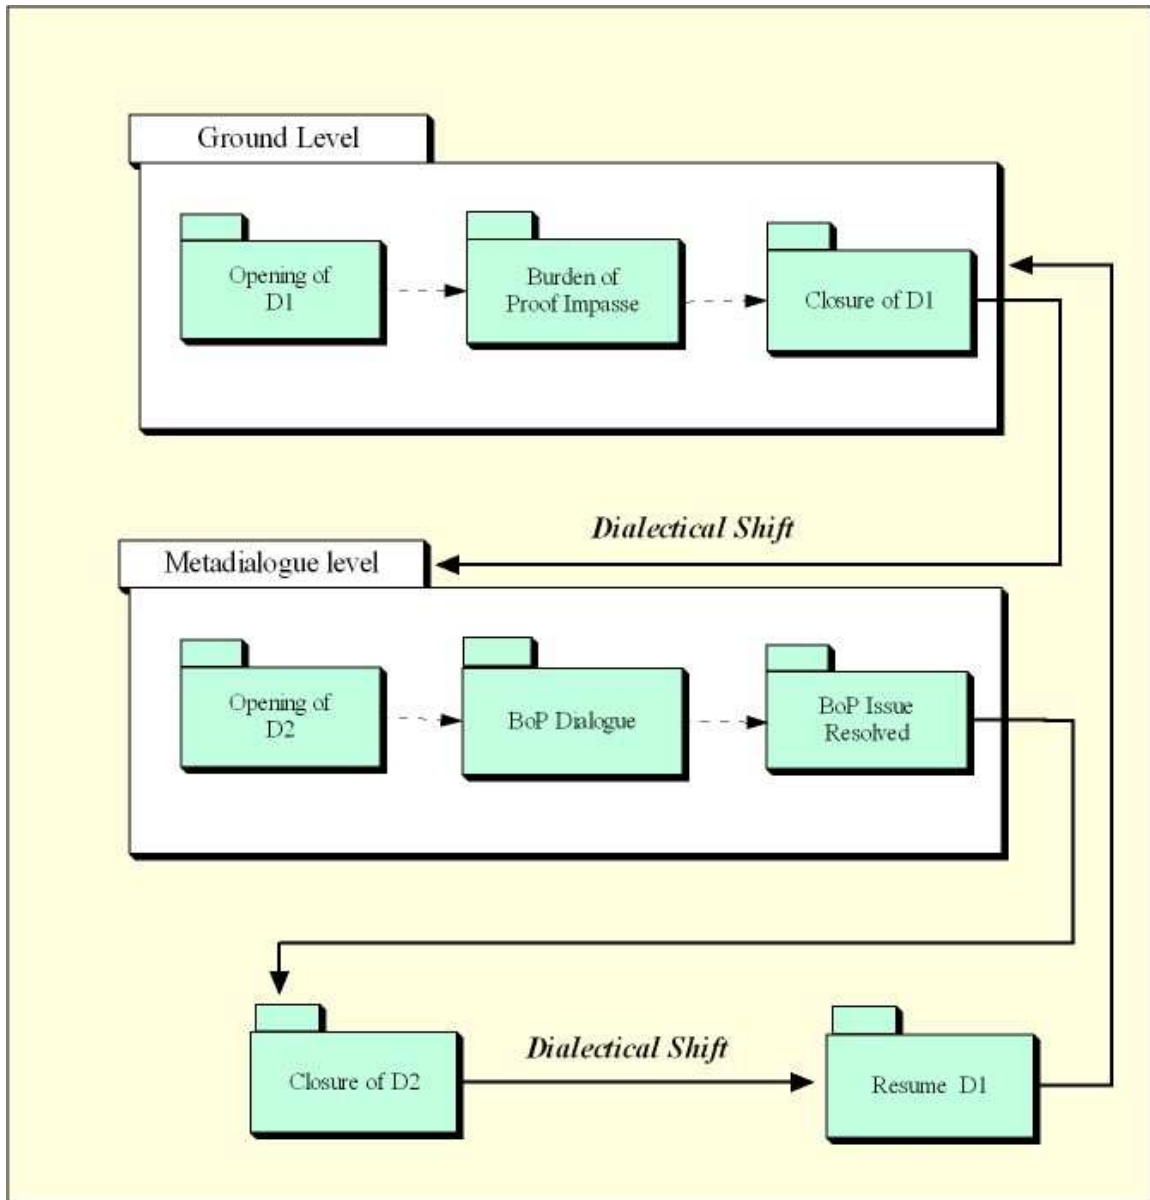 Ground Level
Opening of
D1
Burden of
Proof Impasse
Closure of D1
Dialectical Shift
Metadialogue level
Opening of
D2
BoP Dialogue
BoP Issue
Resolved
Closure of D2
Dialectical Shift
Resume D1